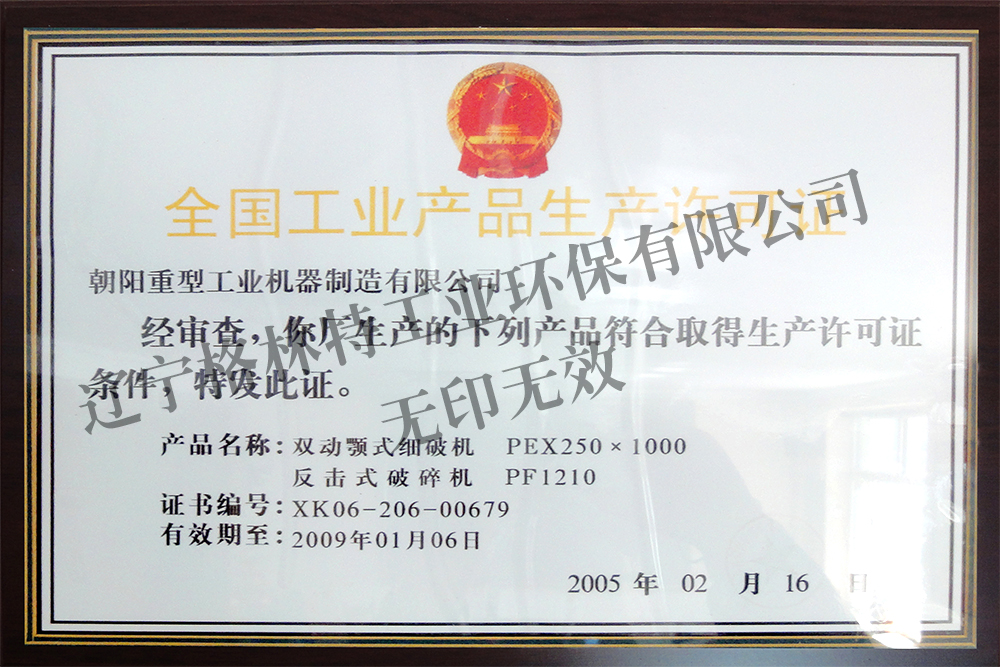 全国工业产品生产许可证
朝阳重型工业机器制造有限公司:
经审查，你厂生产的下列产品符合取得生产许可证
条件，特发此证。
产品名称: 双动颚式细破机 PEX250×1000
反击式破碎机 PF1210
证书编号: XK06-206-00679
有效期至: 2009年01月06日
2005 年 02 月 16 日
辽宁格林特工业环保有限公司
无印无效